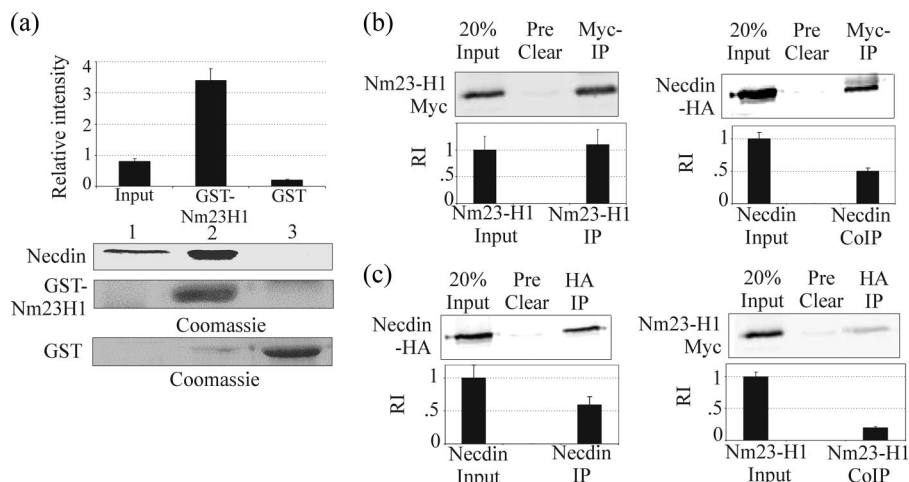 (a)
Relative intensity
4
3
2
1
0
Input
GST-
Nm23H1
GST
1 2 3
Necdin
GST-
Nm23H1
Coomassie
GST
Coomassie
(b)
20%
Input
Pre
Clear
Myc-
IP
Nm23-H1
Myc
RI
1
.5
0
Nm23-H1
Input
Nm23-H1
IP
20%
Input
Pre
Clear
Myc-
IP
Necdin
-HA
RI
1
.5
0
Necdin
Input
Necdin
CoIP
(c)
20%
Input
Pre
Clear
HA
IP
Necdin
-HA
RI
1
.5
0
Necdin
Input
Necdin
IP
20%
Input
Pre
Clear
HA
IP
Nm23-H1
Myc
RI
1
.5
0
Nm23-H1
Input
Nm23-H1
CoIP